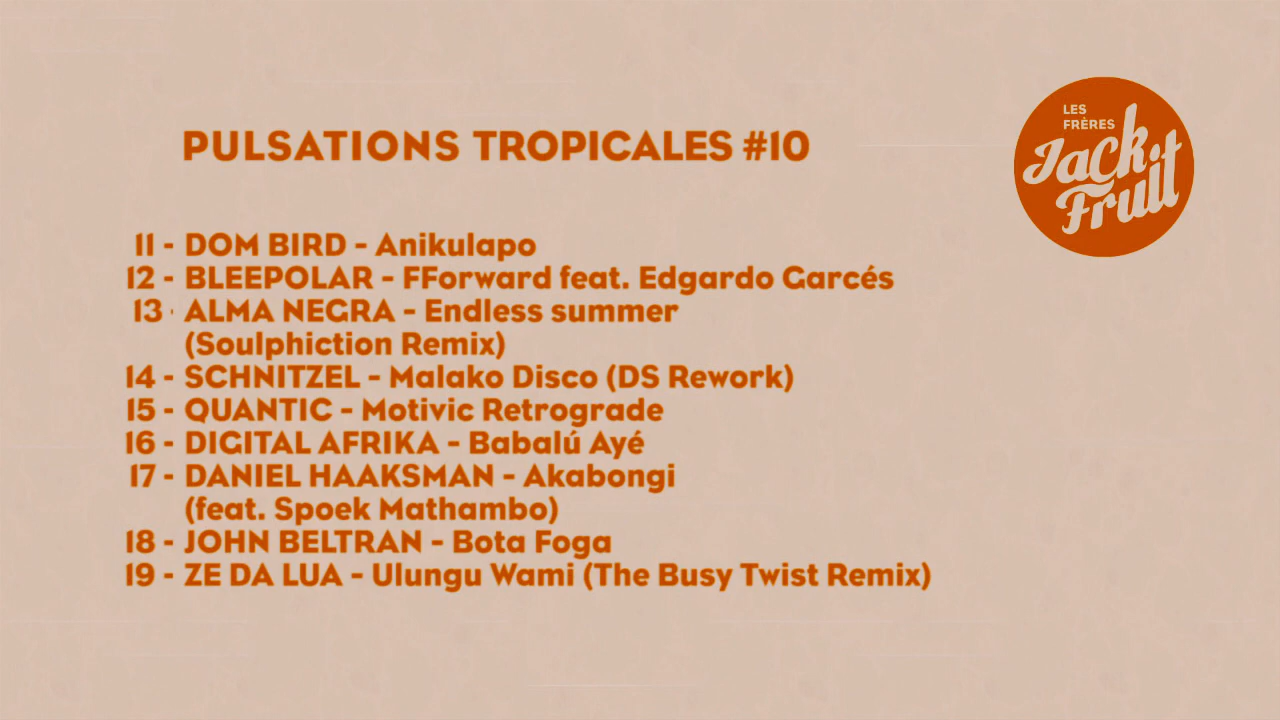 LES
FRÈRES
Jack.
Fruit
PULSATIONS TROPICALES #10
11 - DOM BIRD - Anikulapo
12 - BLEEPOLAR - FForward feat. Edgardo Garcés
13 - ALMA NEGRA - Endless summer
(Soulphiction Remix)
14 - SCHNITZEL - Malako Disco (DS Rework)
15 - QUANTIC - Motivic Retrograde
16 - DIGITAL AFRIKA - Babalú Ayé
17 - DANIEL HAAKSMAN - Akabongi
(feat. Spoek Mathambo)
18 - JOHN BELTRAN - Bota Foga
19 - ZE DA LUA - Ulungu Wami (The Busy Twist Remix)